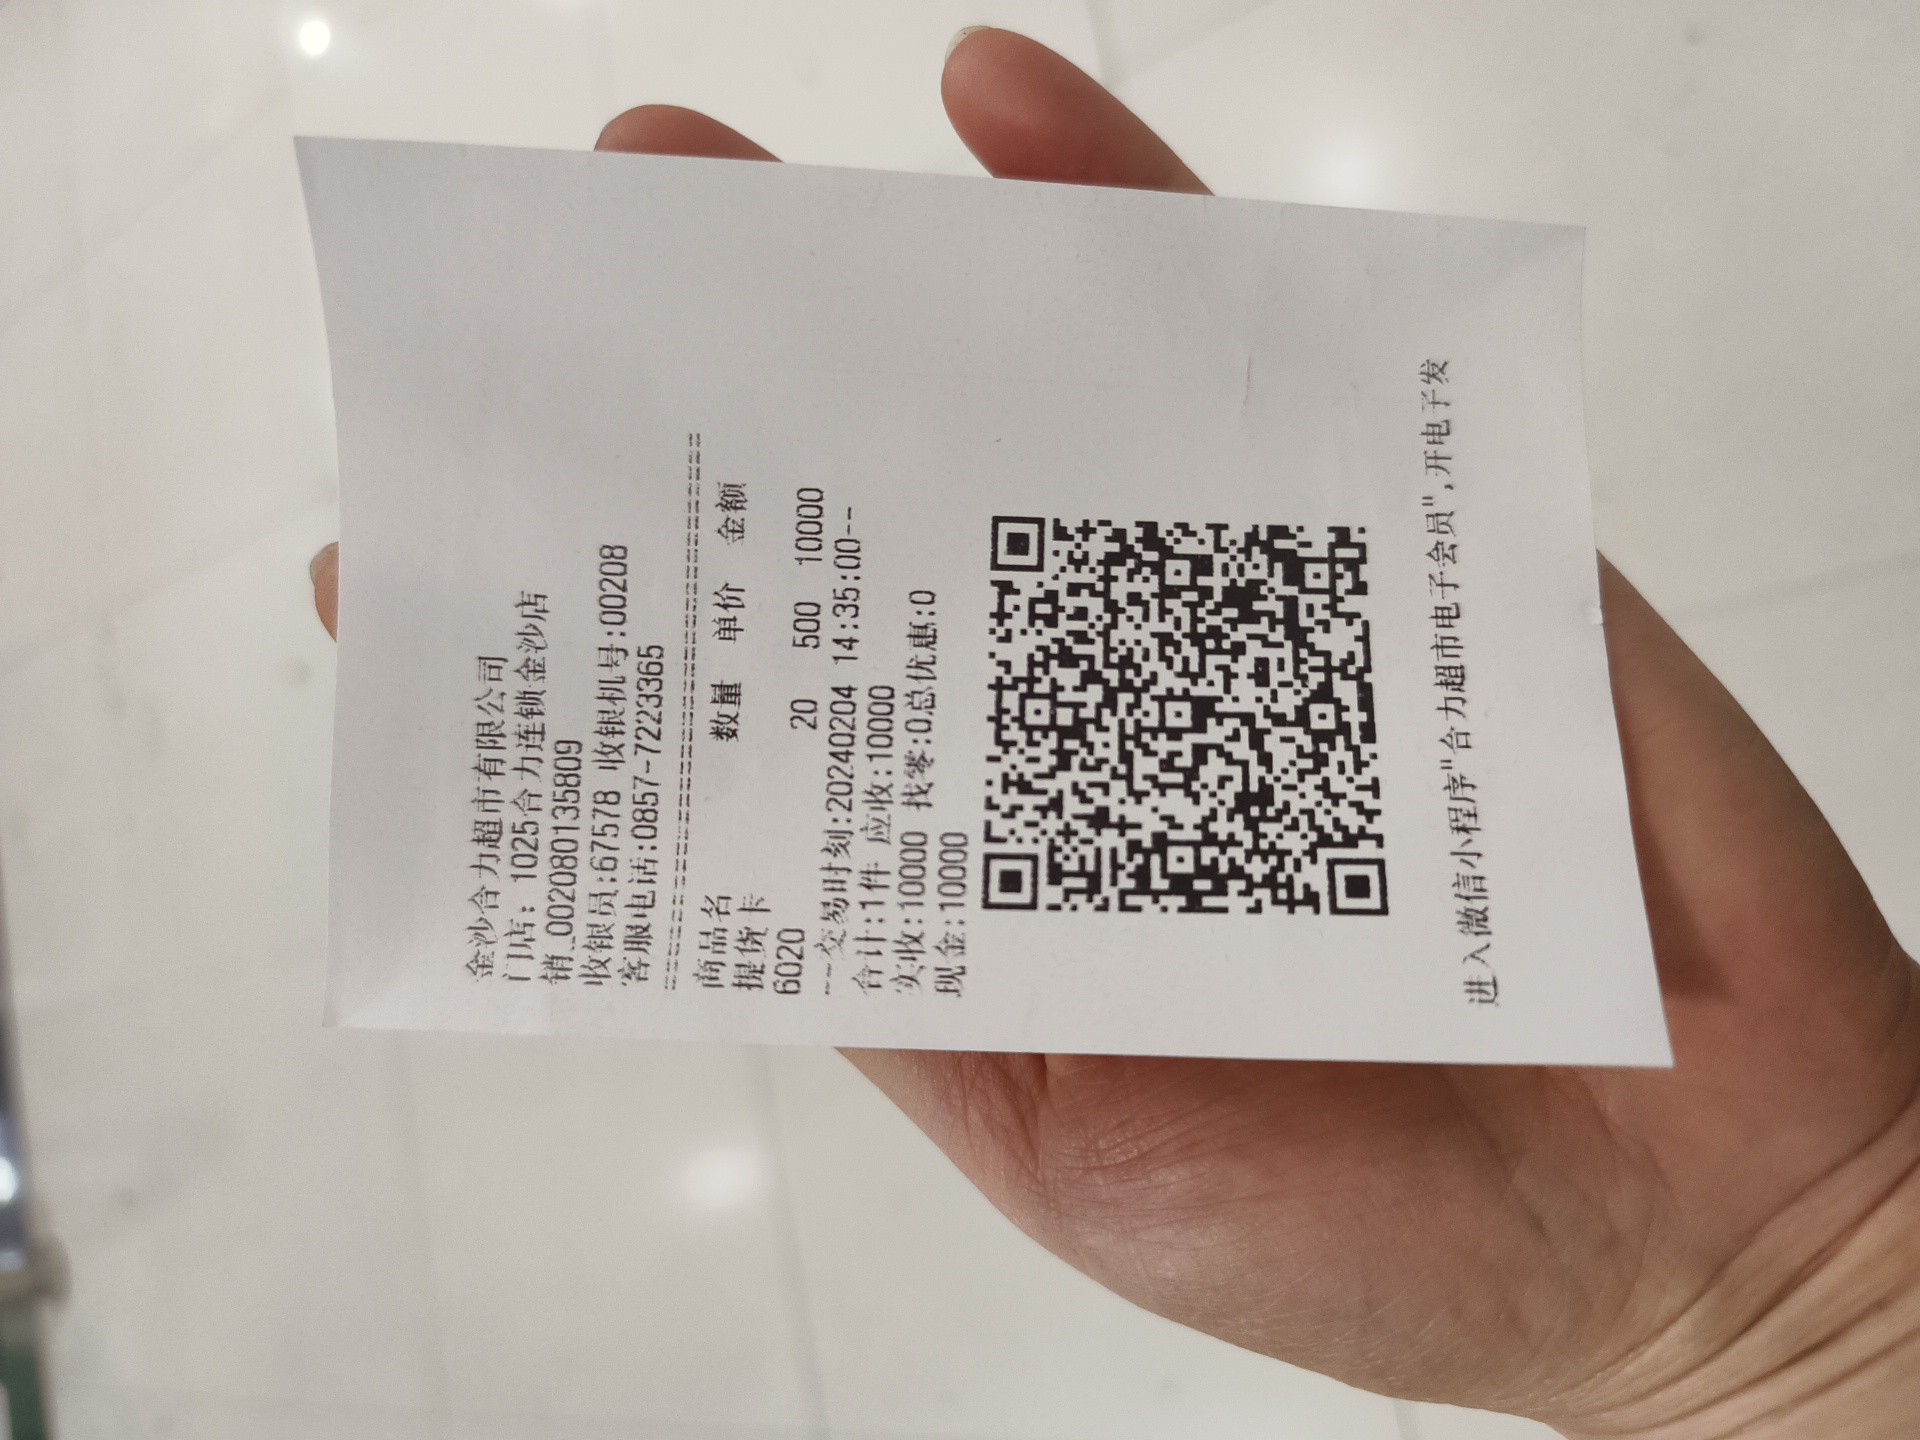 金沙合力超市有限公司
门店: 1025合力连锁金沙店
销_0020801358​09
收银员:67578 收银机号:00208
客服电话:0857-7223365
商品名 数量 单价 金额
提货卡
6020 20 500 10000
--交易时刻:20240204 14:35:00--
合计:1件 应收:10000
实收:10000 找零:0总优惠:0
现金:10000
进入微信小程序"合力超市电子会员",开电子发